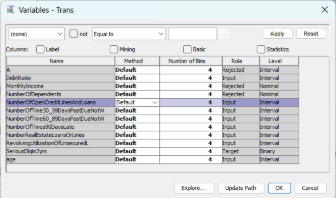 Variables - Trans
(none) not Equal to ... Apply Reset
Columns: Label Mining Basic Statistics
Name Method Number of Bins Role Level
A Default 4 Rejected Interval
DebtRatio Default 4 Input Interval
MonthlyIncome Default 4 Rejected Nominal
NumberOfDependents Default 4 Rejected Nominal
NumberOfOpenCreditLinesAndLoans Default 4 Input Interval
NumberOfTime30_59DaysPastDueNotW Default 4 Input Interval
NumberOfTime60_89DaysPastDueNotW Default 4 Input Interval
NumberOfTimes90DaysLate Default 4 Input Interval
NumberRealEstateLoansOrLines Default 4 Input Interval
RevolvingUtilizationOfUnsecuredL Default 4 Input Interval
SeriousDlqin2yrs Default 4 Target Binary
age Default 4 Input Interval
Explore... Update Path OK Cancel